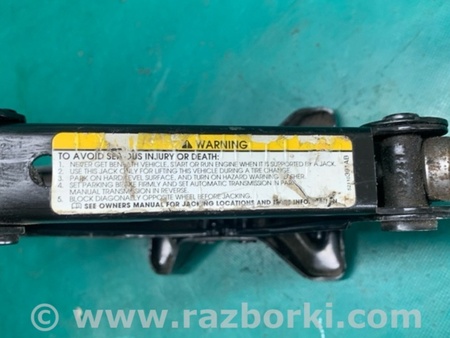 WARNING
TO AVOID SERIOUS INJURY OR DEATH:
1. NEVER GET BENEATH VEHICLE, START OR RUN ENGINE WHEN IT IS SUPPORTED BY A JACK.
2. USE THIS JACK ONLY FOR LIFTING THIS VEHICLE DURING A TIRE CHANGE.
3. PARK ON HARD LEVEL SURFACE, AND TURN ON HAZARD WARNING FLASHER.
4. SET PARKING BRAKE FIRMLY AND SET AUTOMATIC TRANSMISSION IN PARK,
MANUAL TRANSMISSION IN REVERSE.
5. BLOCK DIAGONALLY OPPOSITE WHEEL BEFORE JACKING.
SEE OWNERS MANUAL FOR JACKING LOCATIONS AND
© www.razborki.com/